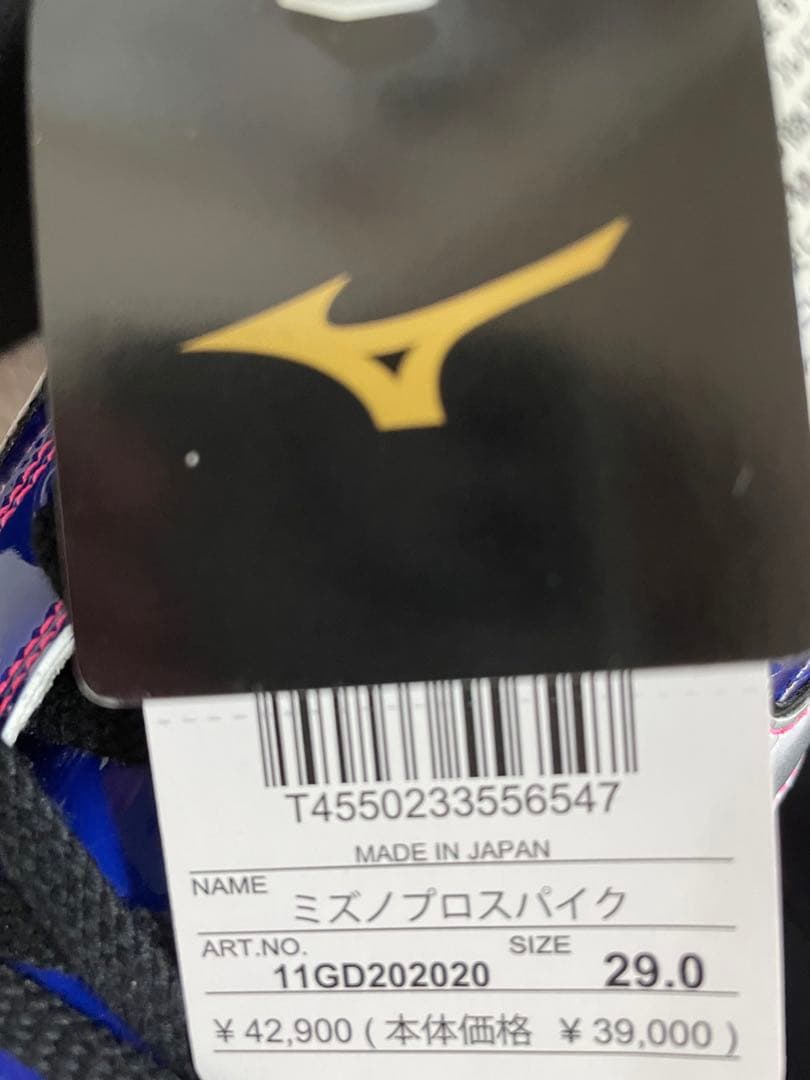 T4550233556547
MADE IN JAPAN
NAME ミズノプロスパイク
ART.NO. 11GD202020 SIZE 29.0
¥ 42,900 ( 本体価格 ¥ 39,000 )